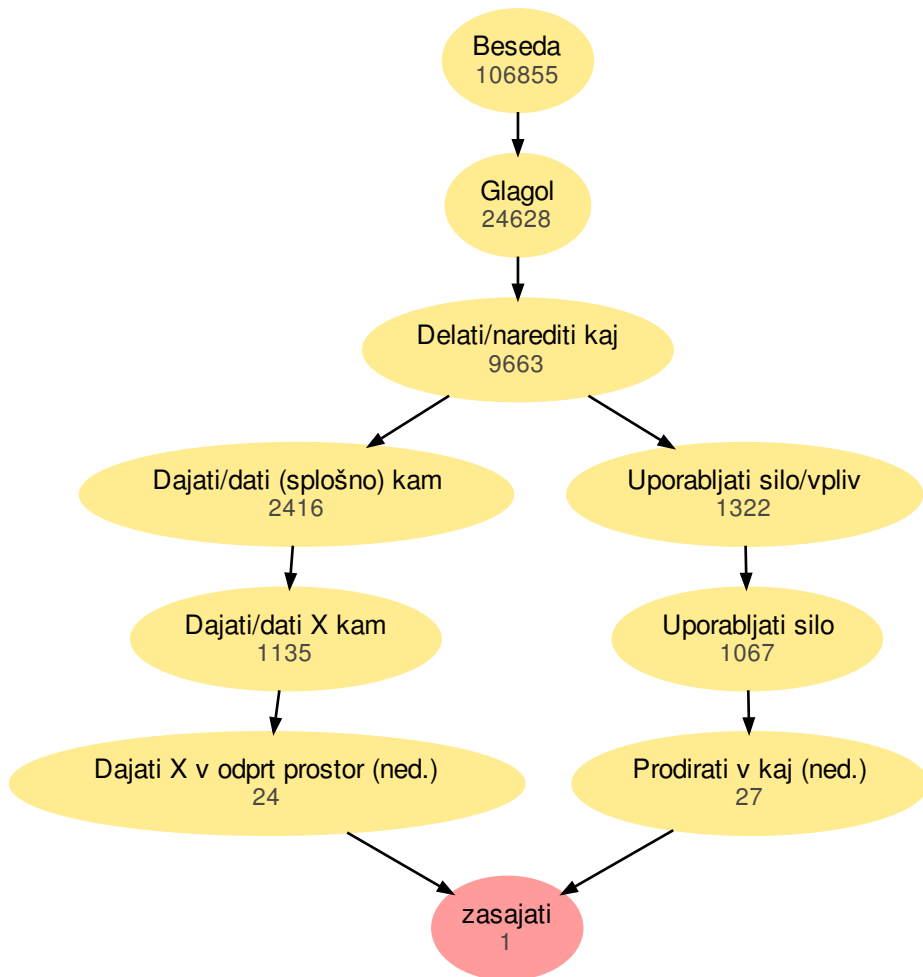 Beseda
106855
Glagol
24628
Delati/narediti kaj
9663
Dajati/dati (splošno) kam
2416
Uporabljati silo/vpliv
1322
Dajati/dati X kam
1135
Uporabljati silo
1067
Dajati X v odprt prostor (ned.)
24
Prodirati v kaj (ned.)
27
zasajati
1